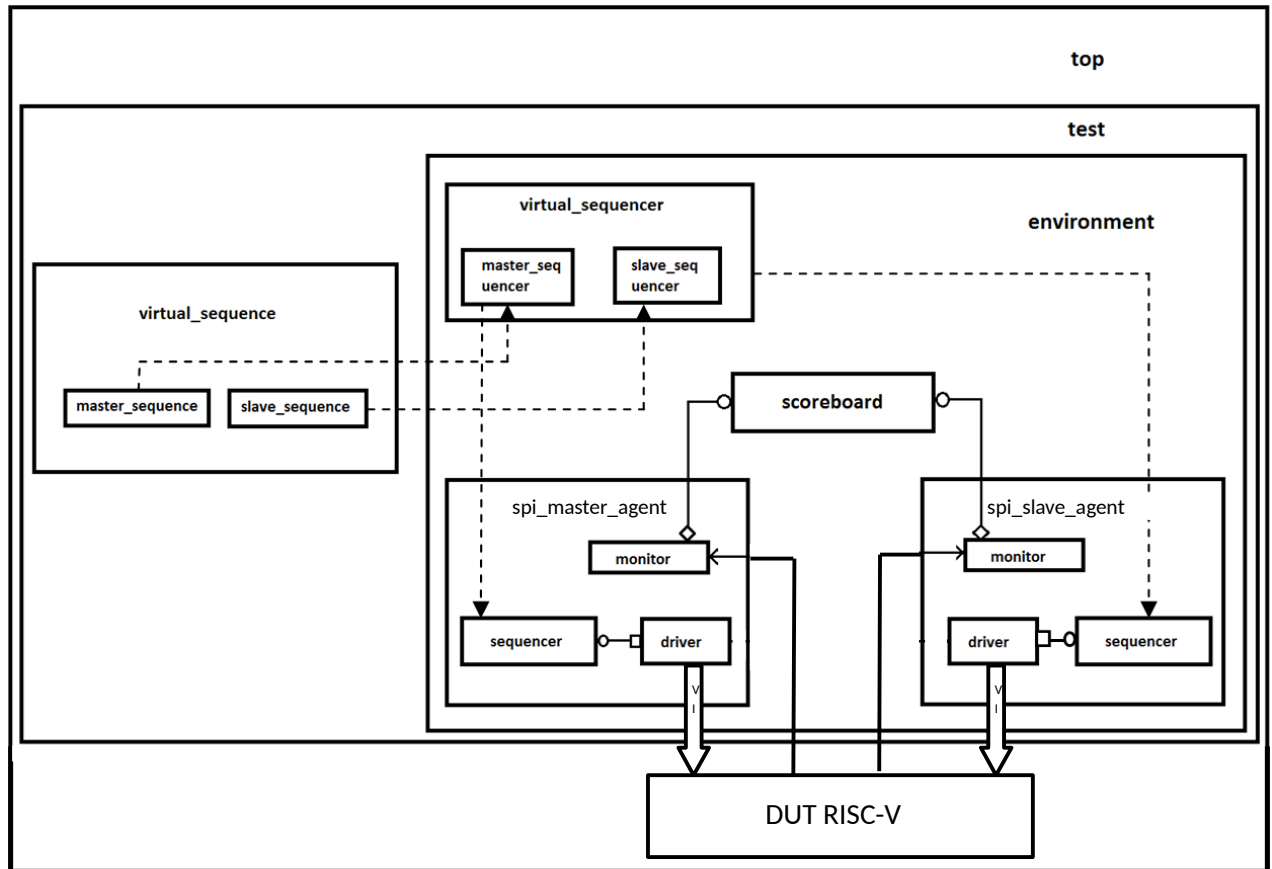 top
test
virtual_sequencer
environment
master_seq
uencer
slave_seq
uencer
virtual_sequence
master_sequence
slave_sequence
scoreboard
spi_master_agent
spi_slave_agent
monitor
monitor
sequencer
driver
driver
sequencer
V
I
V
I
DUT RISC-V